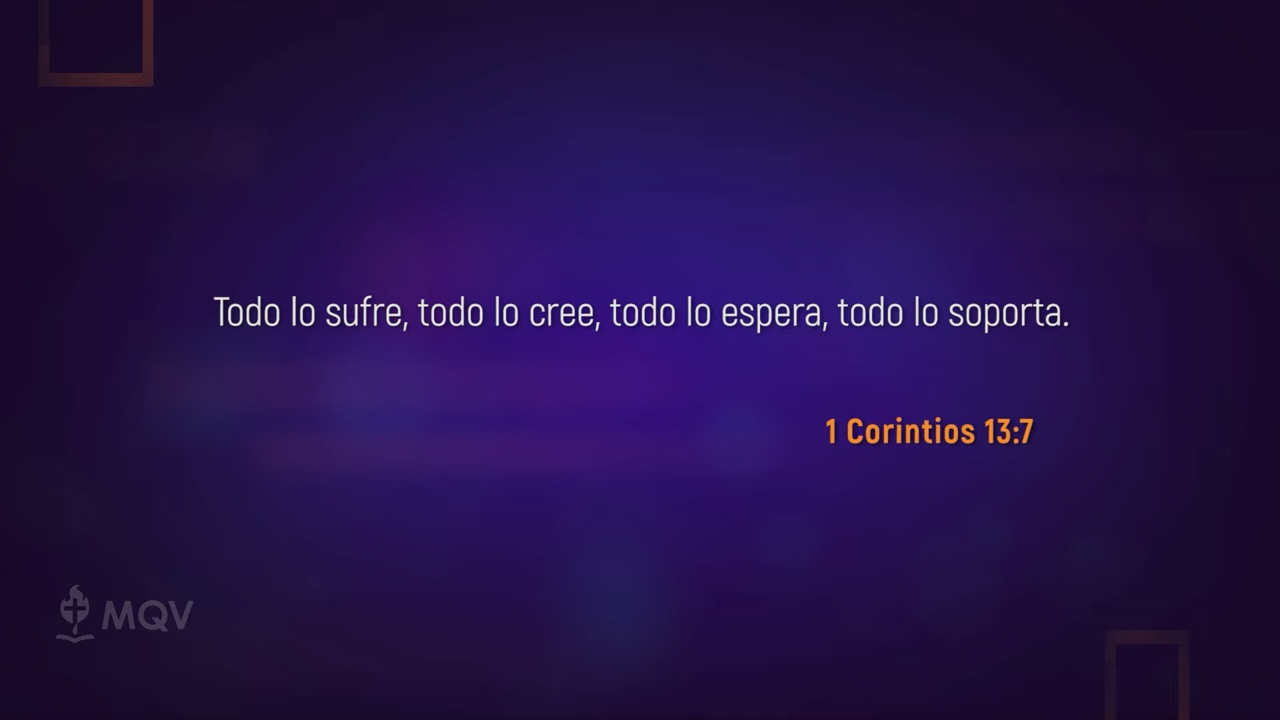 Todo lo sufre, todo lo cree, todo lo espera, todo lo soporta.
1 Corintios 13:7
MQV